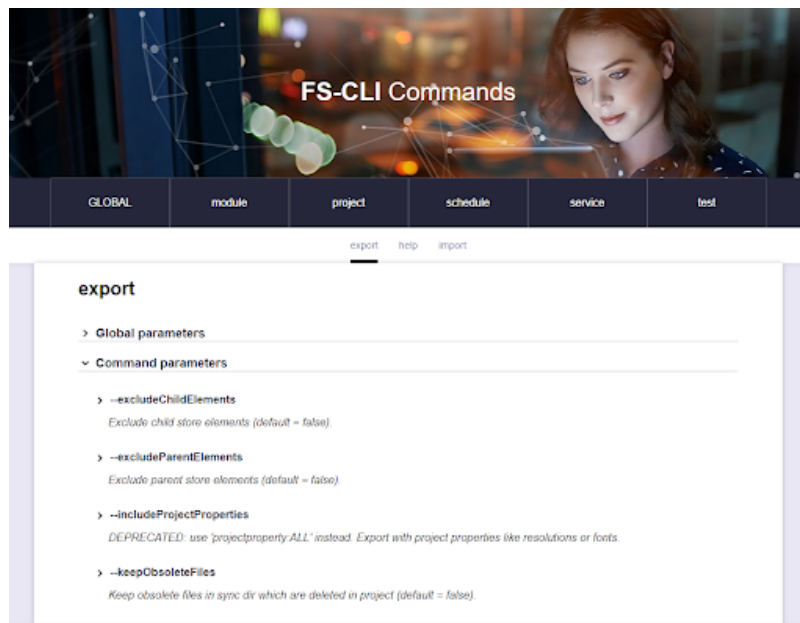 FS-CLI Commands
GLOBAL module project schedule service test
export help import
export
Global parameters
Command parameters
--excludeChildElements
Exclude child store elements (default = false).
--excludeParentElements
Exclude parent store elements (default = false).
--includeProjectProperties
DEPRECATED: use 'projectproperty:ALL' instead. Export with project properties like resolutions or fonts.
--keepObsoleteFiles
Keep obsolete files in sync dir which are deleted in project (default = false).